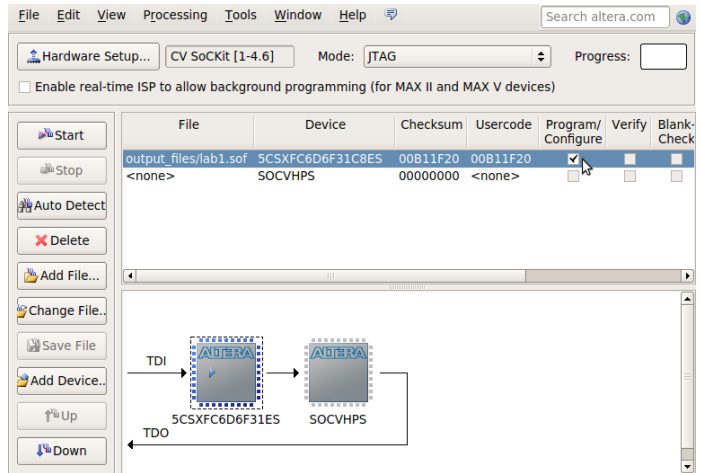 File Edit View Processing Tools Window Help Search altera.com
Hardware Setup... CV SoCKit [1-4.6] Mode: JTAG Progress:
Enable real-time ISP to allow background programming (for MAX II and MAX V devices)
File Device Checksum Usercode Program/ Verify Blank-
Configure Check
output_files/lab1.sof 5CSXFC6D6F31C8ES 00B11F20 00B11F20
<none> SOCVHPS 00000000 <none>
Start
Stop
Auto Detect
Delete
Add File...
Change File..
Save File
Add Device..
Up
Down
ALTERA ALTERA
TDI
5CSXFC6D6F31ES SOCVHPS
TDO